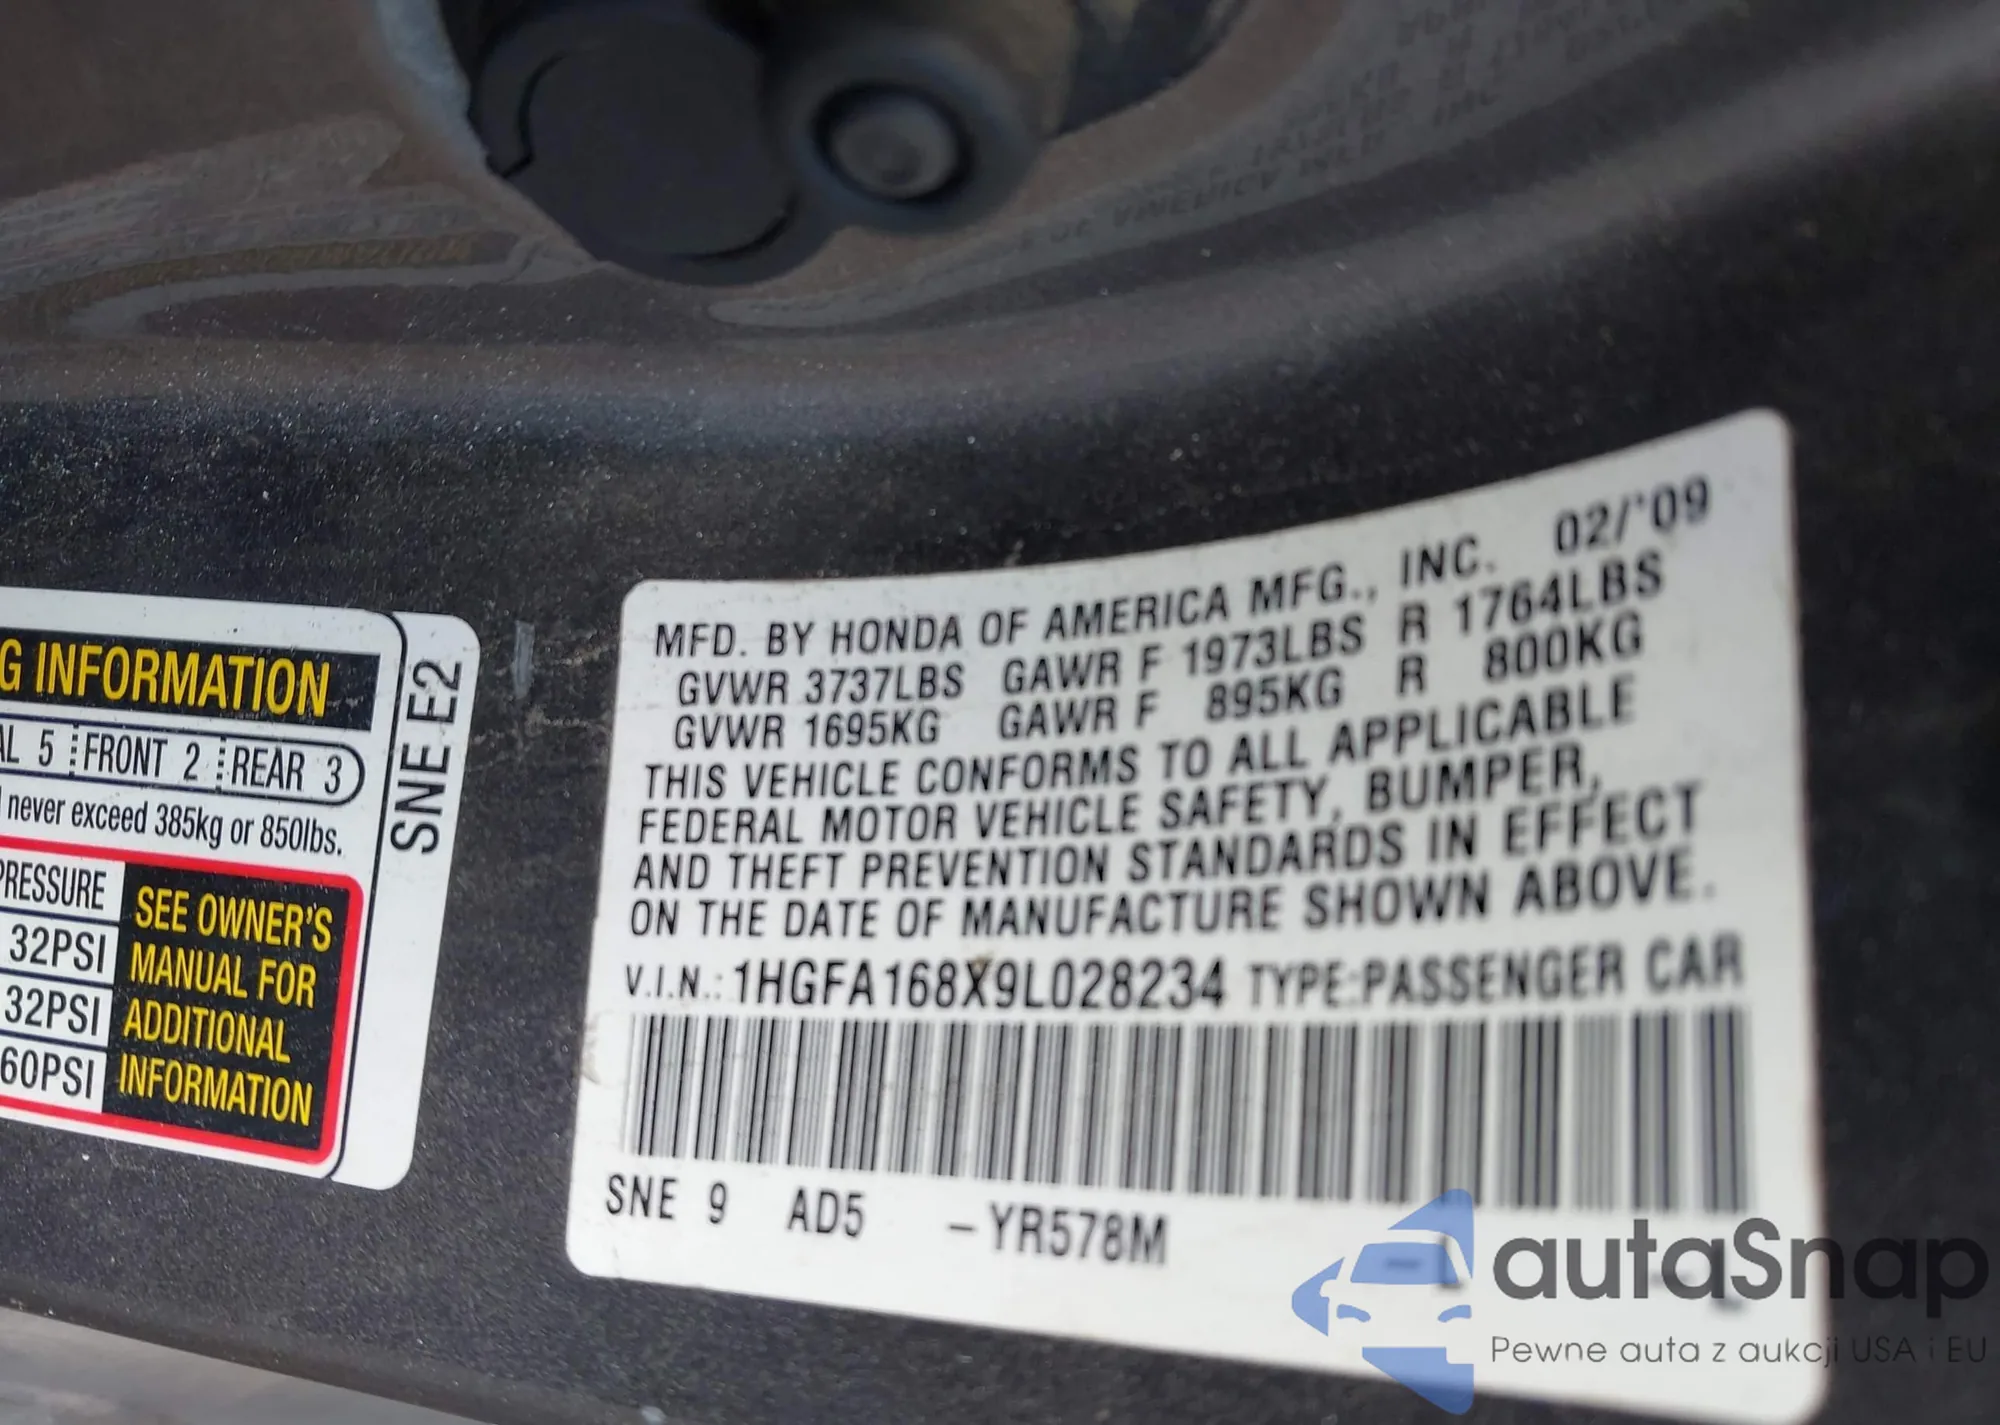 G INFORMATION
AL 5 FRONT 2 REAR 3
never exceed 385kg or 850lbs.
PRESSURE
32PSI
32PSI
60PSI
SEE OWNER'S
MANUAL FOR
ADDITIONAL
INFORMATION
SNE E2
MFD. BY HONDA OF AMERICA MFG., INC. 02/'09
GVWR 3737LBS GAWR F 1973LBS R 1764LBS
GVWR 1695KG GAWR F 895KG R 800KG
THIS VEHICLE CONFORMS TO ALL APPLICABLE
FEDERAL MOTOR VEHICLE SAFETY, BUMPER,
AND THEFT PREVENTION STANDARDS IN EFFECT
ON THE DATE OF MANUFACTURE SHOWN ABOVE.
V.I.N.: 1HGFA168X9L028234 TYPE:PASSENGER CAR
SNE 9 AD5 -YR578M
autaSnap
Pewne auta z aukcji USA i EU